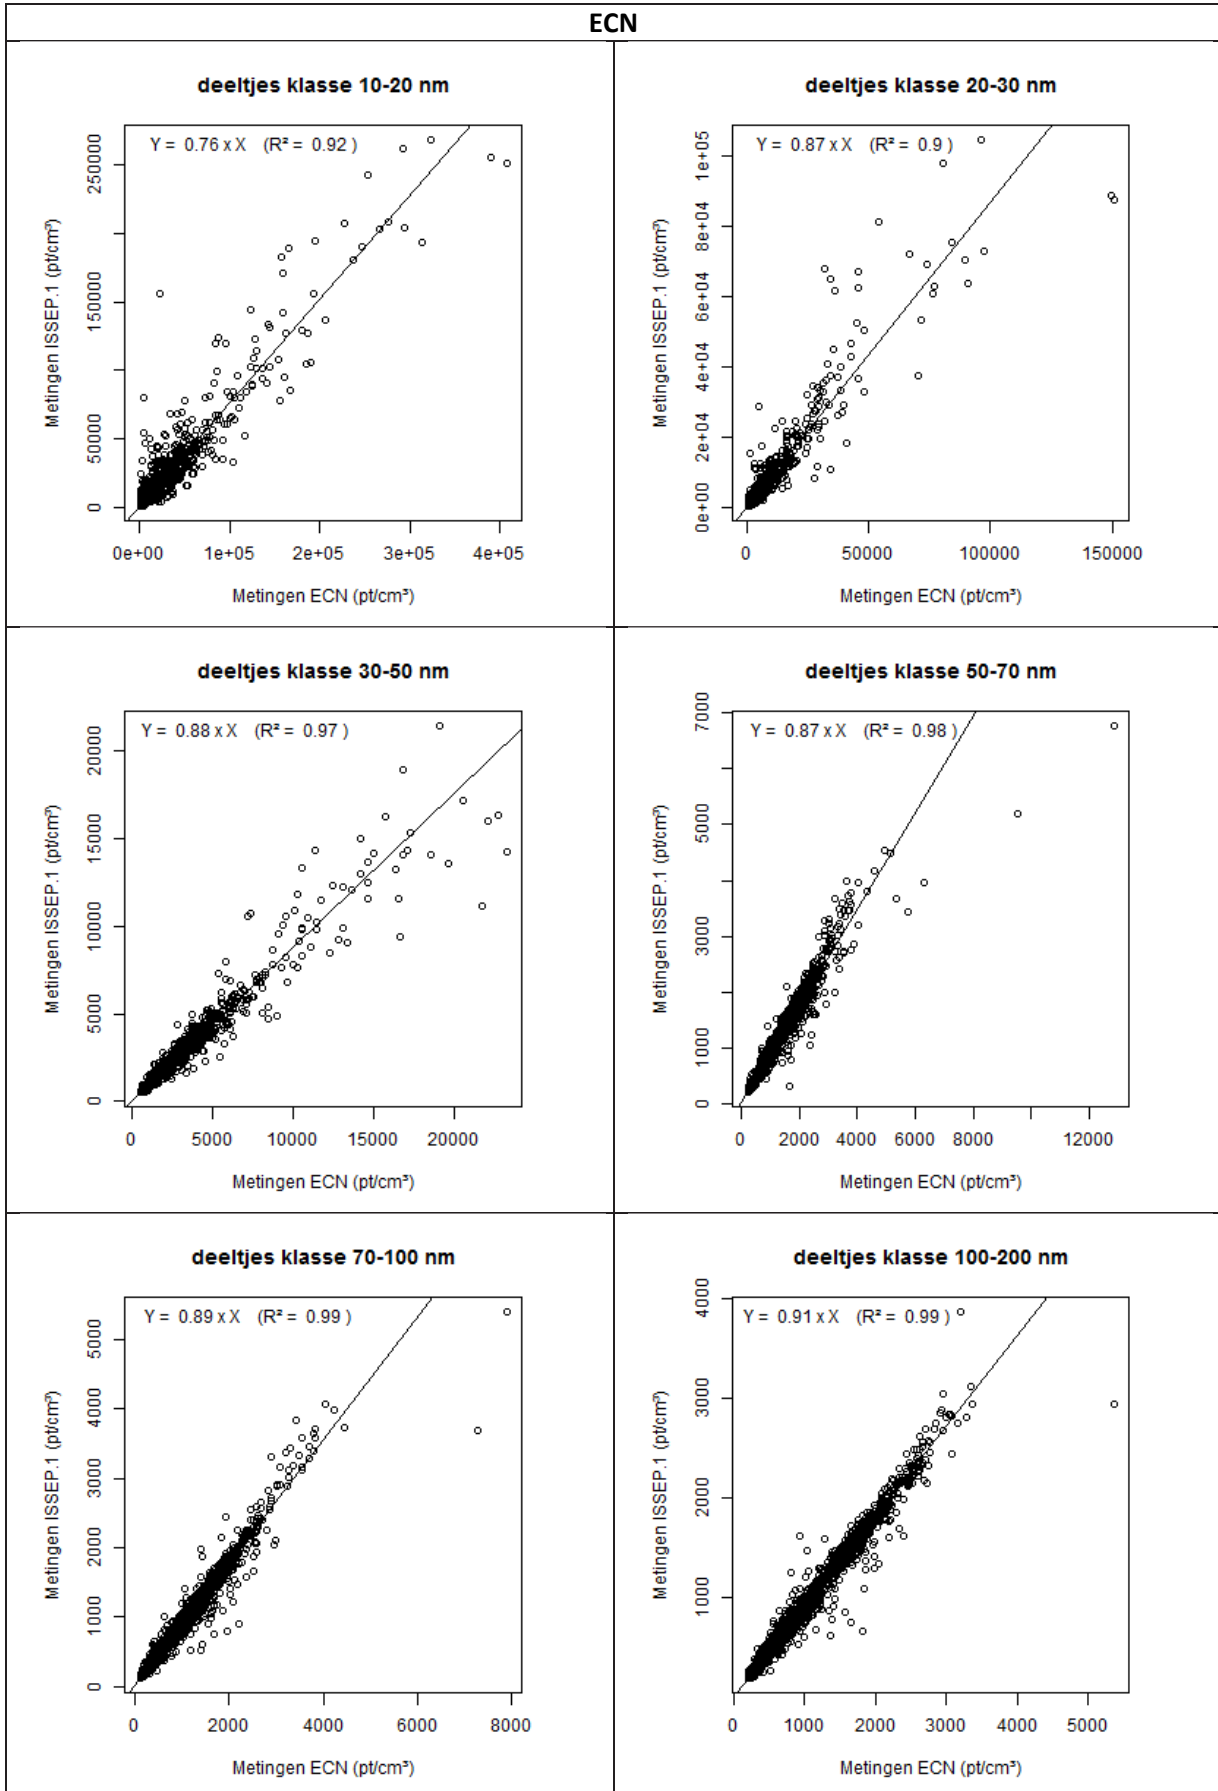 ECN
deeltjes klasse 10-20 nm
Y = 0.76 x X (R² = 0.92 )
Metingen ISSEP.1 (pt/cm³)
250000
150000
50000
0
0e+00 1e+05 2e+05 3e+05 4e+05
Metingen ECN (pt/cm³)
deeltjes klasse 20-30 nm
Y = 0.87 x X (R² = 0.9 )
Metingen ISSEP.1 (pt/cm³)
1e+05
8e+04
6e+04
4e+04
2e+04
0e+00
0 50000 100000 150000
Metingen ECN (pt/cm³)
deeltjes klasse 30-50 nm
Y = 0.88 x X (R² = 0.97 )
Metingen ISSEP.1 (pt/cm³)
20000
15000
10000
5000
0
0 5000 10000 15000 20000
Metingen ECN (pt/cm³)
deeltjes klasse 50-70 nm
Y = 0.87 x X (R² = 0.98 )
Metingen ISSEP.1 (pt/cm³)
7000
5000
3000
1000
0
0 2000 4000 6000 8000 12000
Metingen ECN (pt/cm³)
deeltjes klasse 70-100 nm
Y = 0.89 x X (R² = 0.99 )
Metingen ISSEP.1 (pt/cm³)
5000
4000
3000
2000
1000
0
0 2000 4000 6000 8000
Metingen ECN (pt/cm³)
deeltjes klasse 100-200 nm
Y = 0.91 x X (R² = 0.99 )
Metingen ISSEP.1 (pt/cm³)
4000
3000
2000
1000
0 1000 2000 3000 4000 5000
Metingen ECN (pt/cm³)